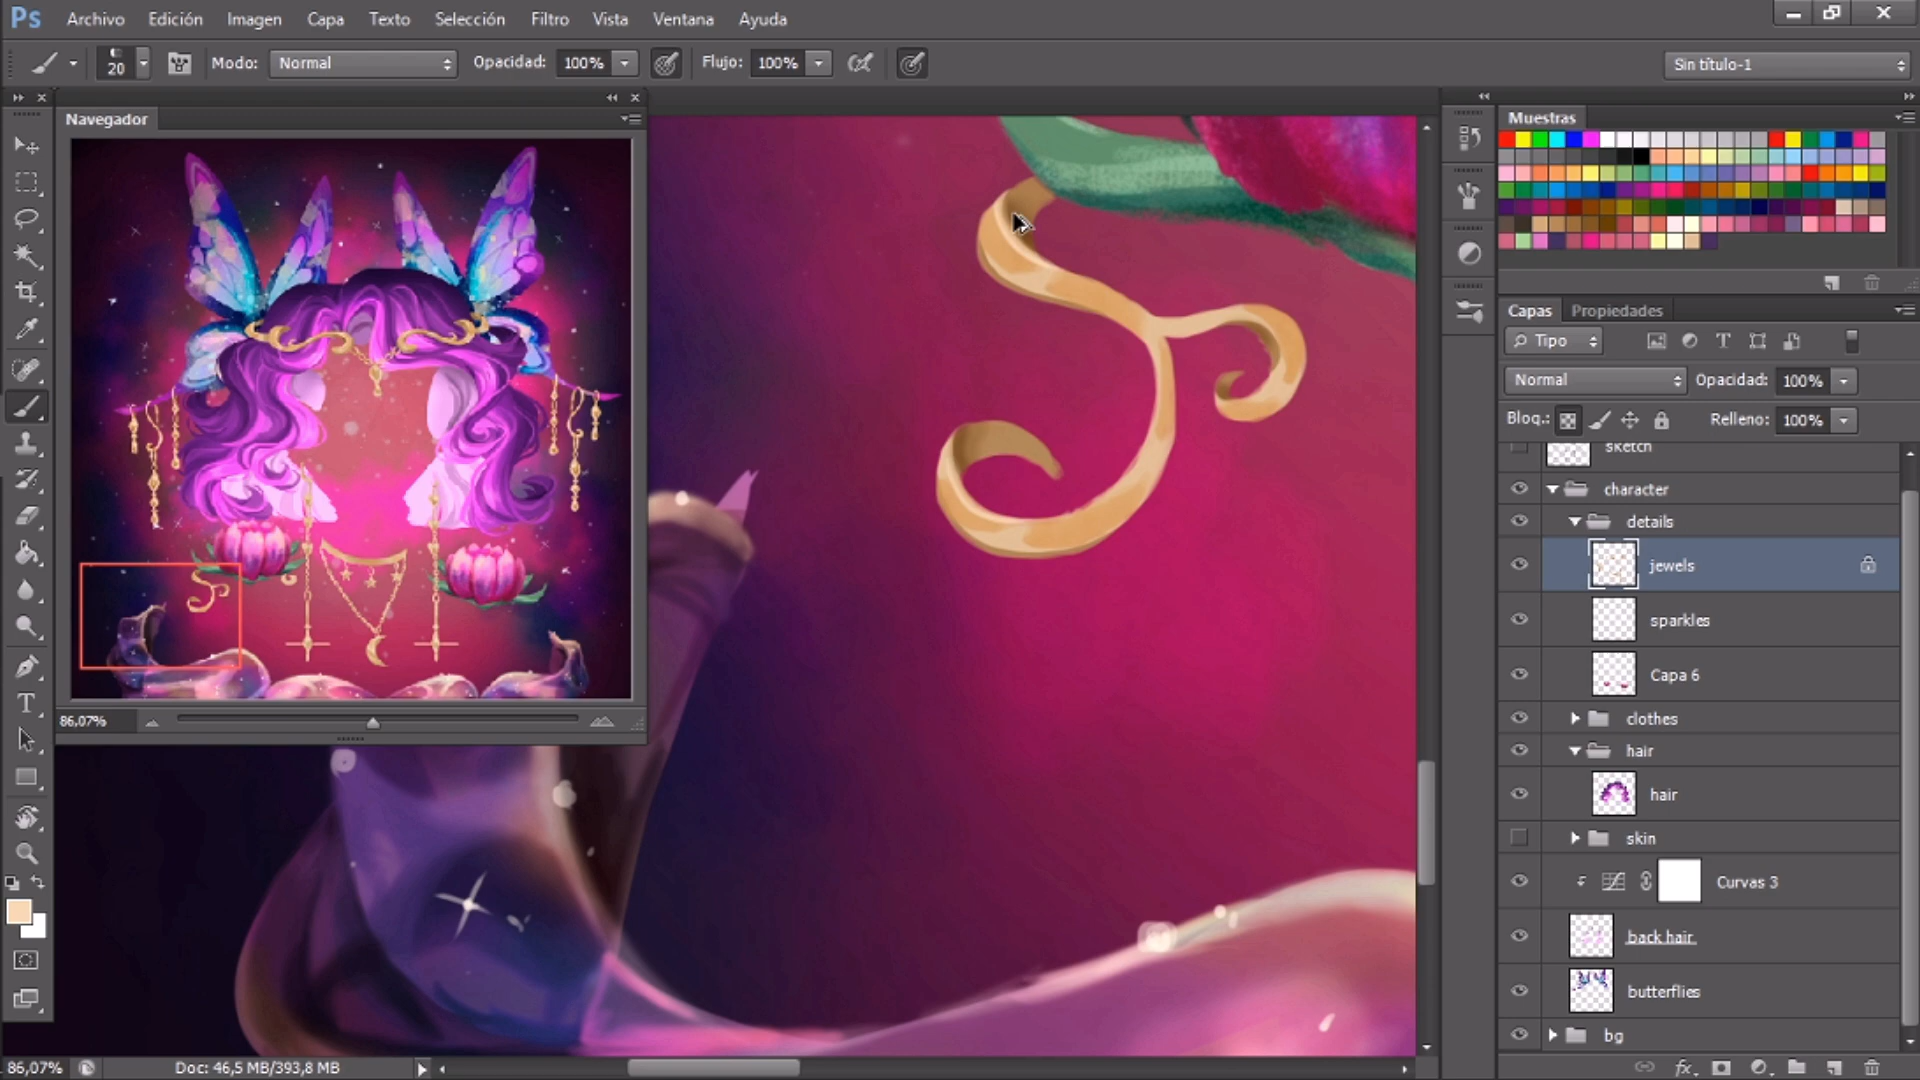 Ps Archivo Edición Imagen Capa Texto Selección Filtro Vista Ventana Ayuda
20 Modo: Normal Opacidad: 100% Flujo: 100% Sin título-1
Navegador
86,07%
Muestras
Capas Propiedades
Tipo T
Normal Opacidad: 100%
Bloq.: Relleno: 100%
sketch
character
details
jewels
sparkles
Capa 6
clothes
hair
hair
skin
Curvas 3
back hair
butterflies
bg
T
86,07% Doc: 46,5 MB/393,8 MB
fx